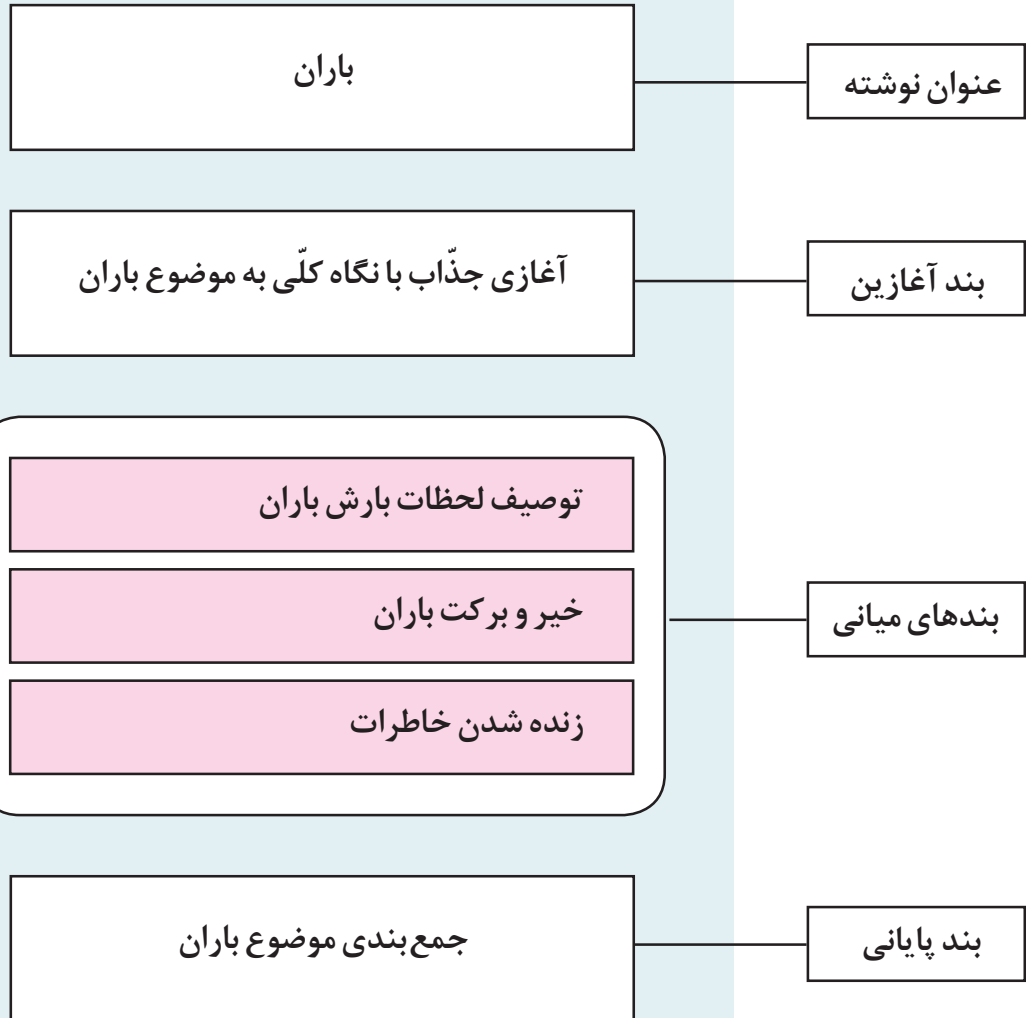 عنوان نوشته
باران
بند آغازین
آغازی جذّاب با نگاه کلّی به موضوع باران
بندهای میانی
توصیف لحظات بارش باران
خیر و برکت باران
زنده شدن خاطرات
بند پایانی
جمع‌بندی موضوع باران